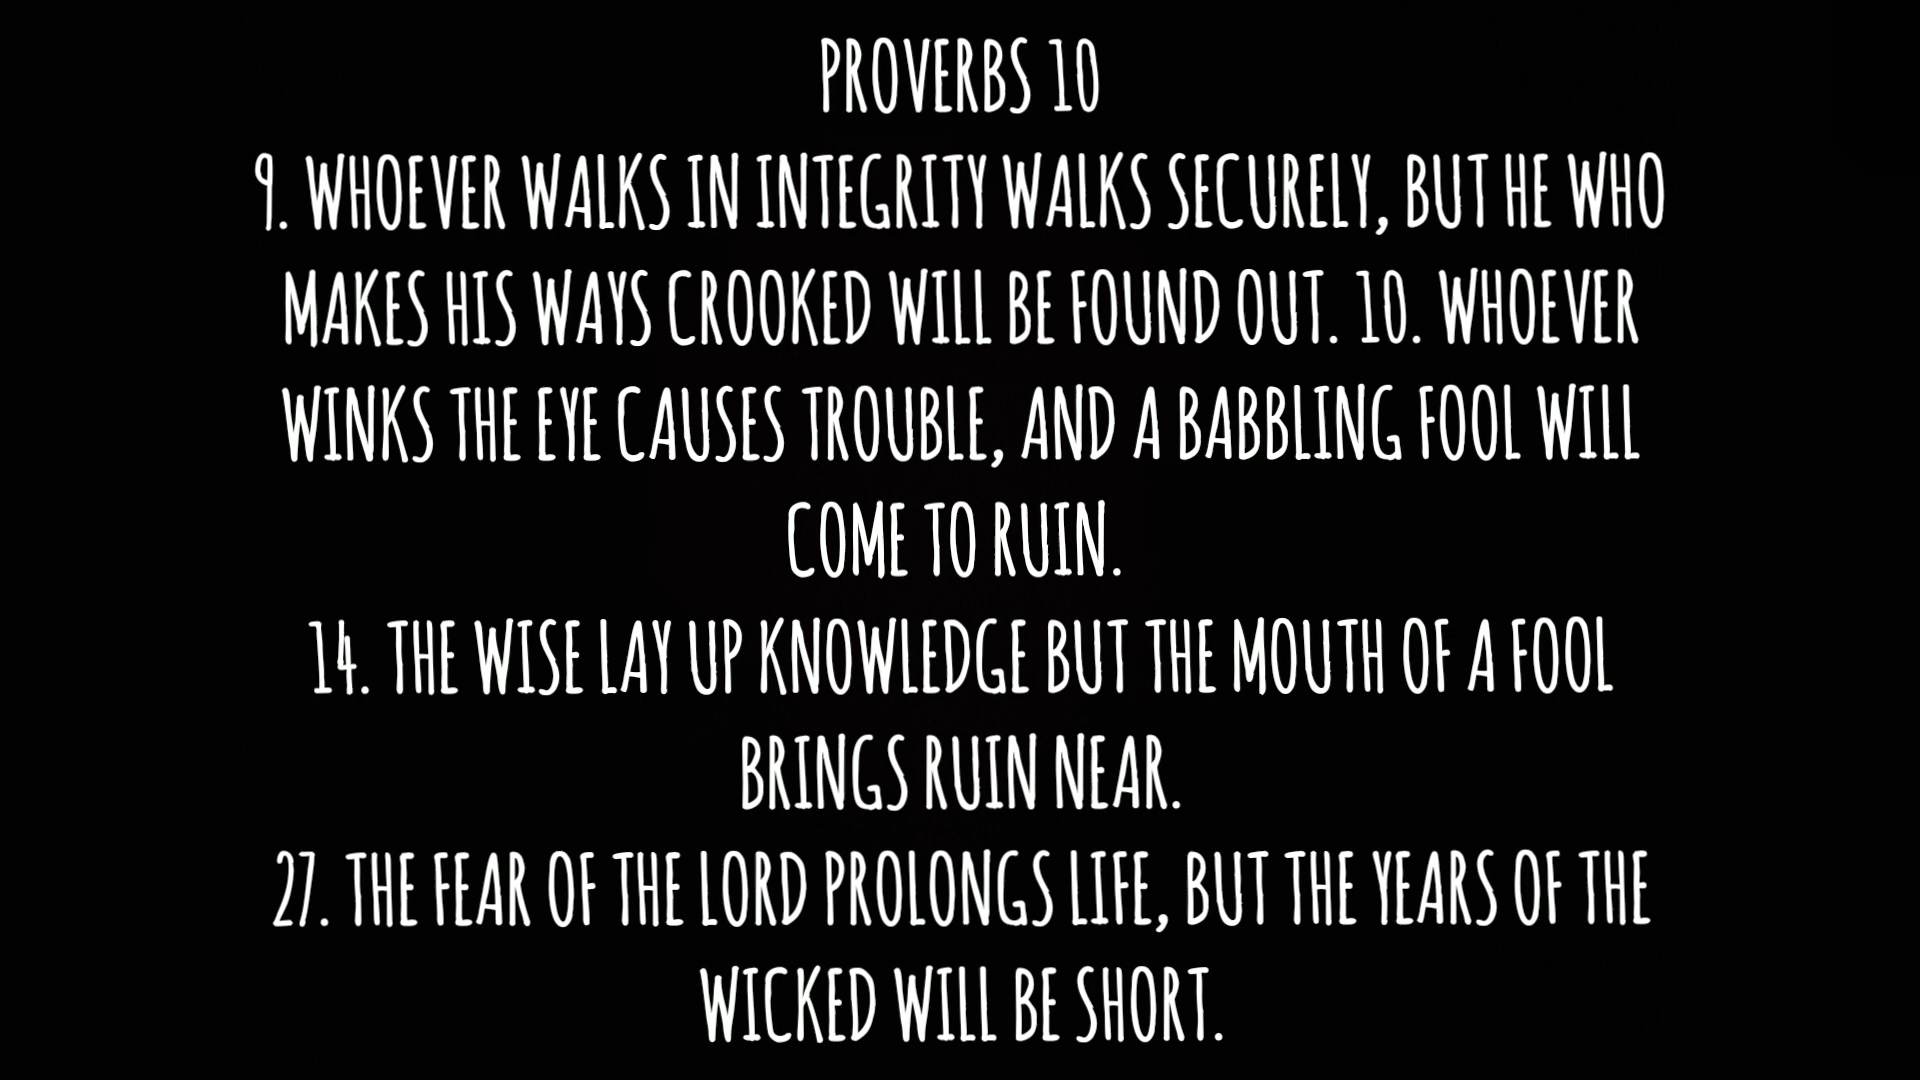 PROVERBS 10
9. WHOEVER WALKS IN INTEGRITY WALKS SECURELY, BUT HE WHO
MAKES HIS WAYS CROOKED WILL BE FOUND OUT. 10. WHOEVER
WINKS THE EYE CAUSES TROUBLE, AND A BABBLING FOOL WILL
COME TO RUIN.
14. THE WISE LAY UP KNOWLEDGE BUT THE MOUTH OF A FOOL
BRINGS RUIN NEAR.
27. THE FEAR OF THE LORD PROLONGS LIFE, BUT THE YEARS OF THE
WICKED WILL BE SHORT.